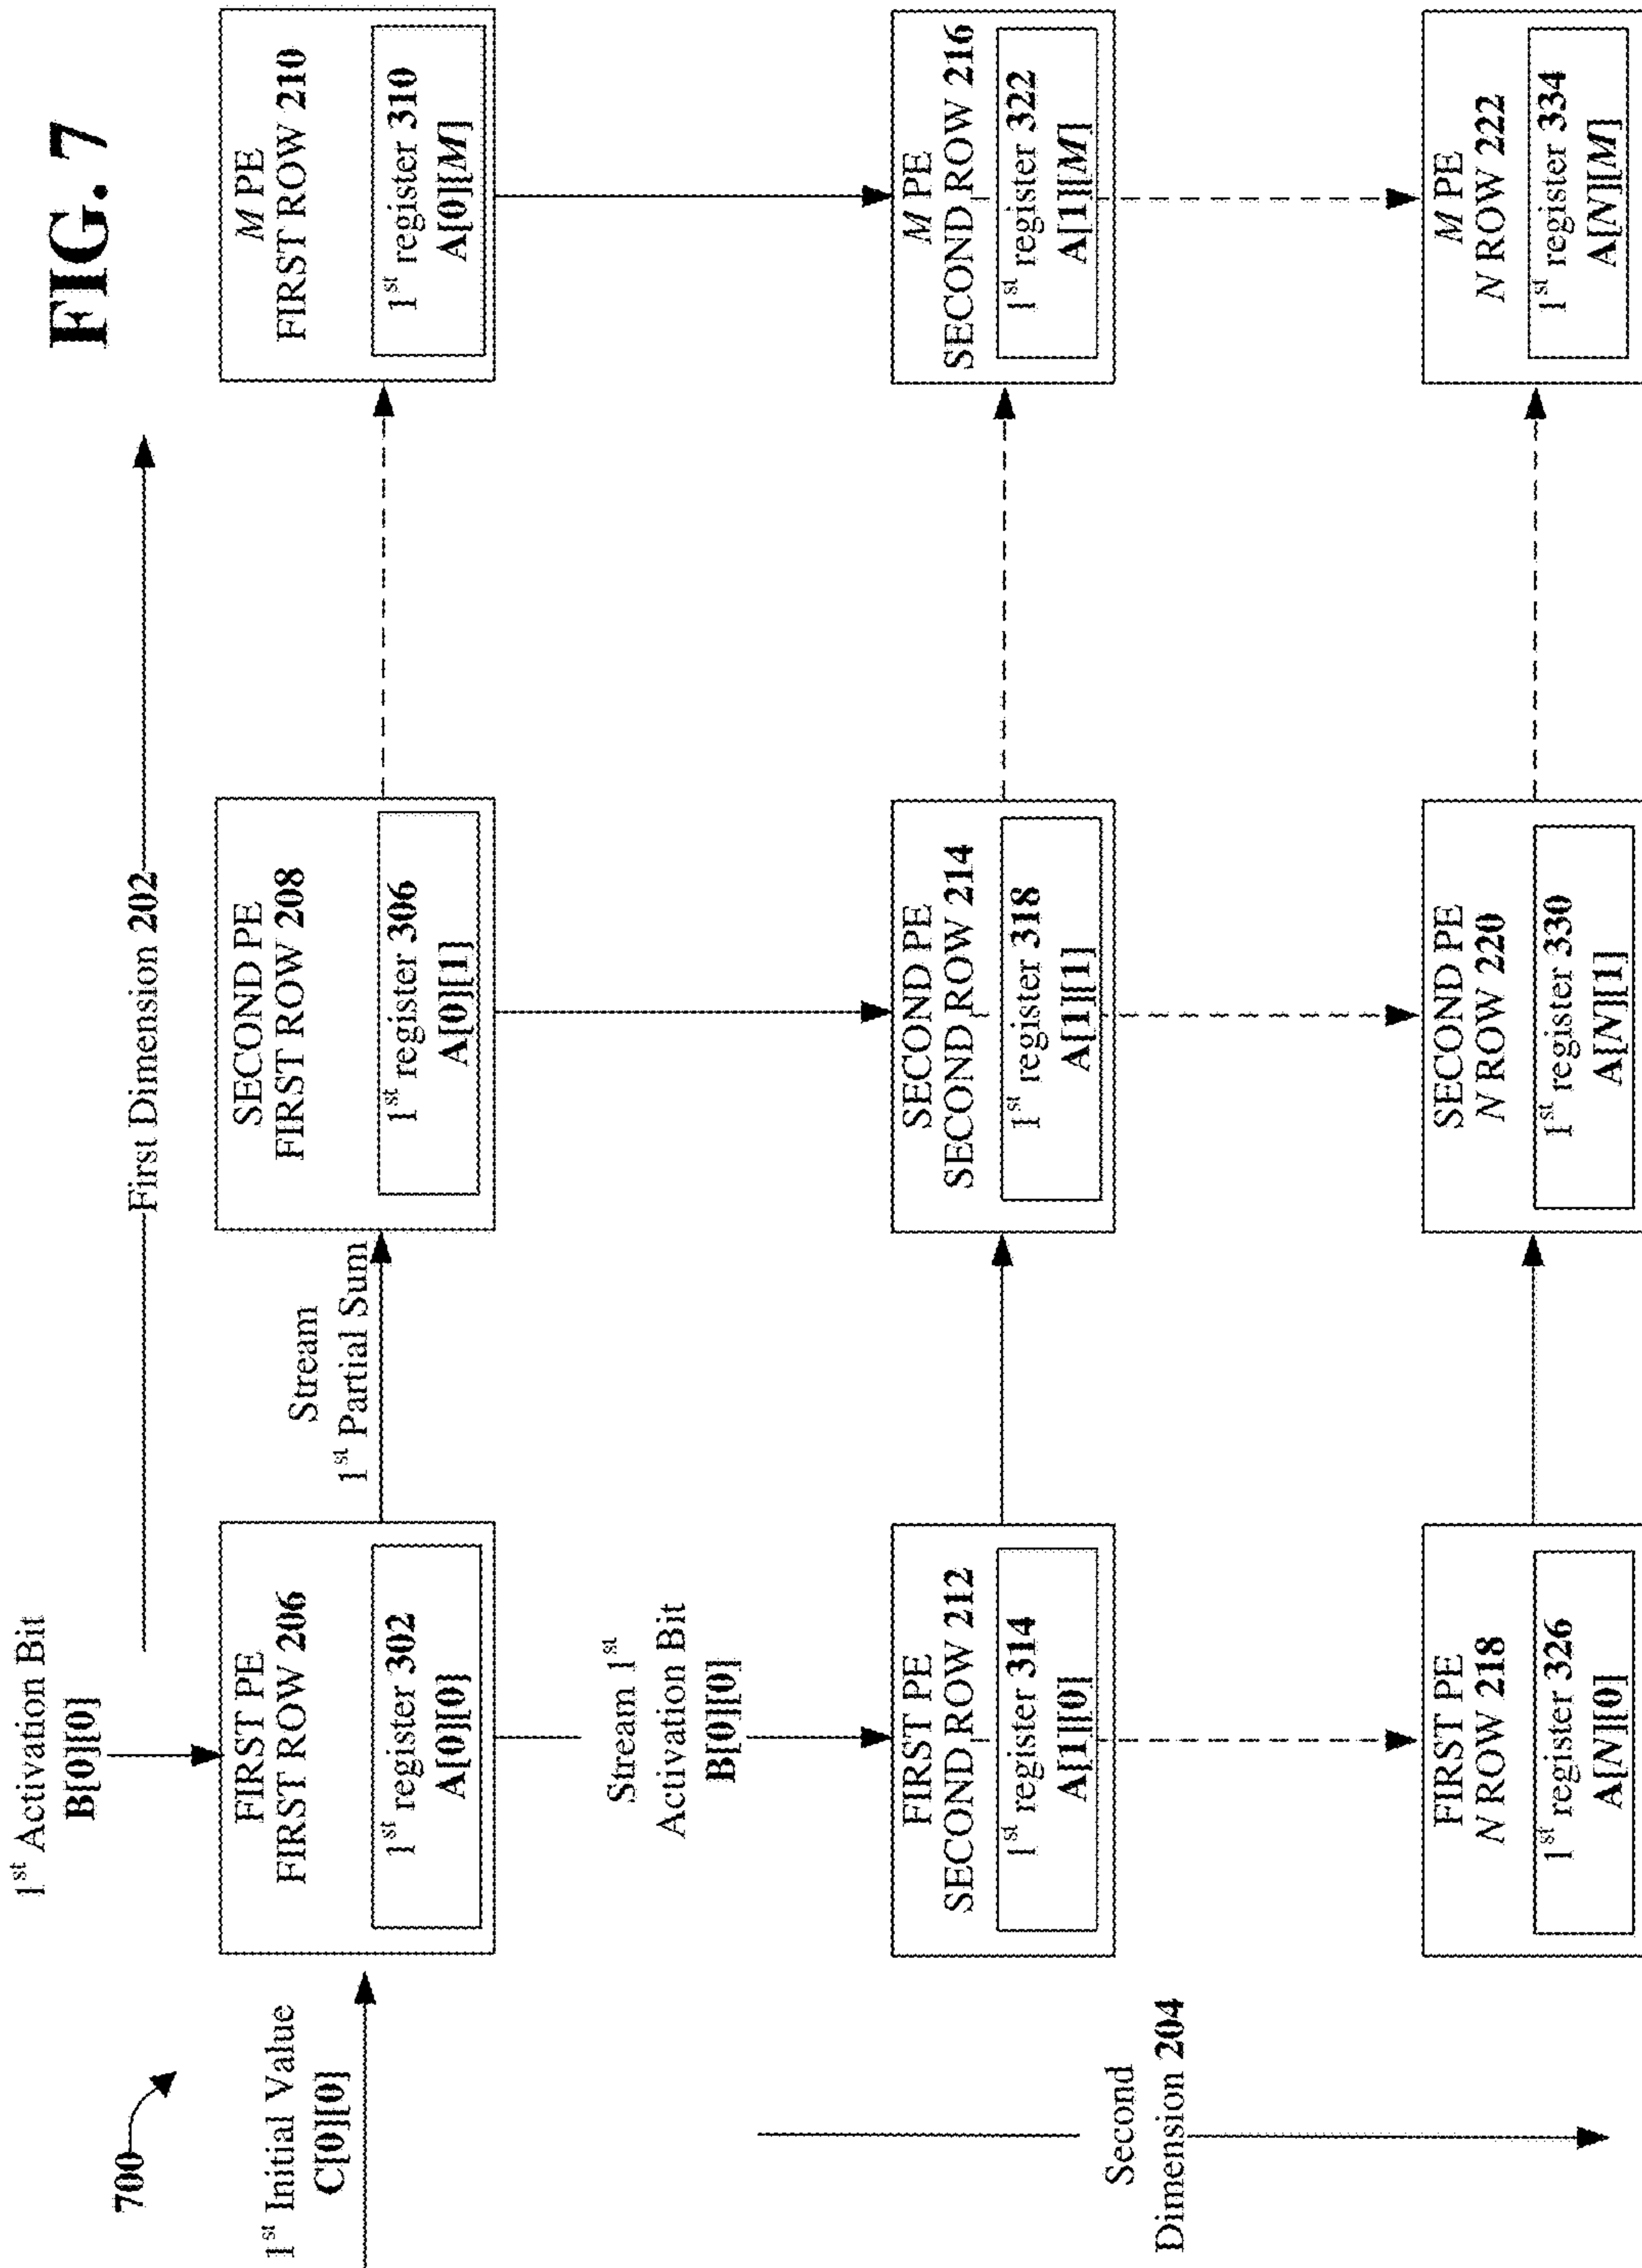 FIG. 7
700
First Dimension 202
1st Activation Bit
B[0][0]
1st Initial Value
C[0][0]
FIRST PE
FIRST ROW 206
1st register 302
A[0][0]
Stream
1st Partial Sum
SECOND PE
FIRST ROW 208
1st register 306
A[0][1]
M PE
FIRST ROW 210
1st register 310
A[0][M]
Stream 1st
Activation Bit
B[0][0]
Second
Dimension 204
FIRST PE
SECOND ROW 212
1st register 314
A[1][0]
SECOND PE
SECOND ROW 214
1st register 318
A[1][1]
M PE
SECOND ROW 216
1st register 322
A[1][M]
FIRST PE
N ROW 218
1st register 326
A[N][0]
SECOND PE
N ROW 220
1st register 330
A[N][1]
M PE
N ROW 222
1st register 334
A[N][M]